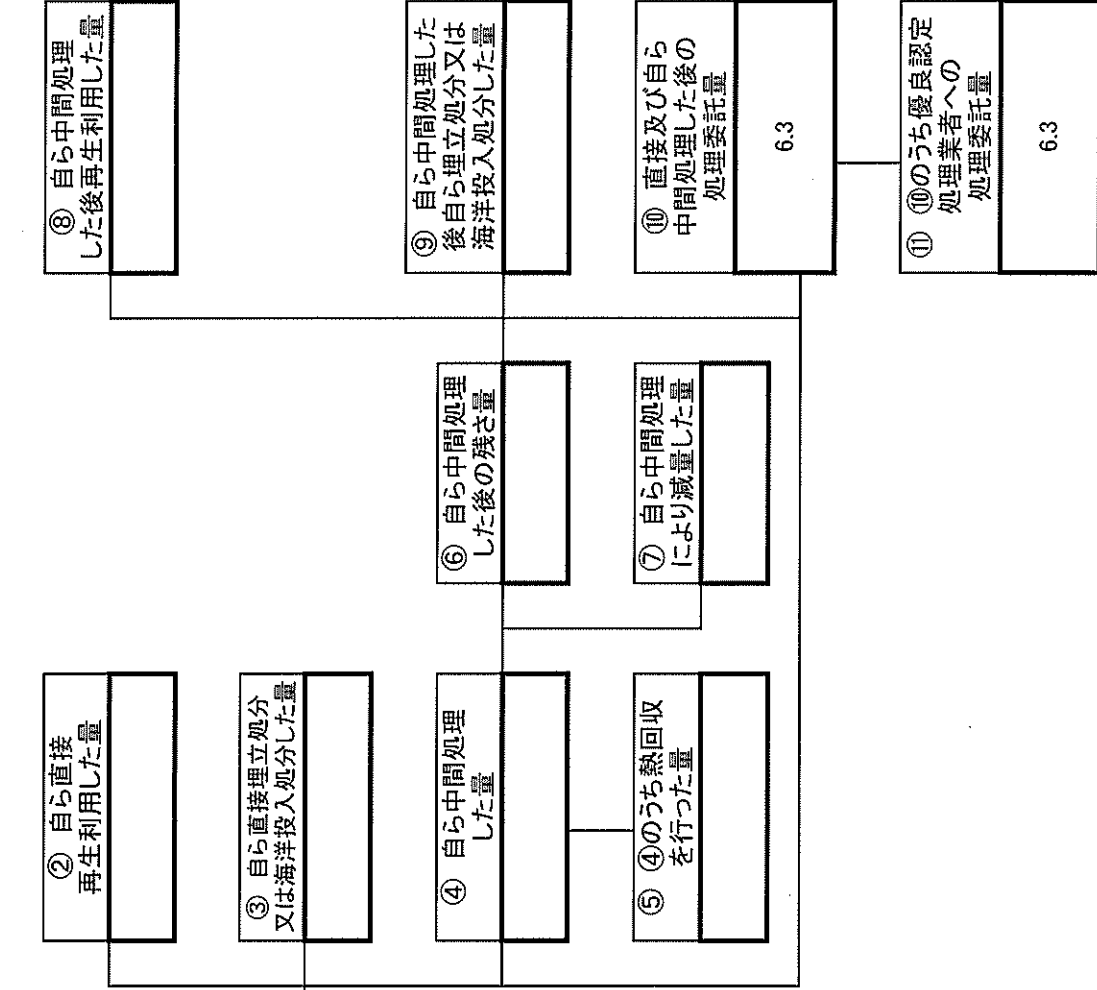 ② 自ら直接
再生利用した量
③ 自ら直接埋立処分
又は海洋投入処分した量
④ 自ら中間処理
した量
⑤ ④のうち熱回収
を行った量
⑥ 自ら中間処理
した後の残さ量
⑦ 自ら中間処理
により減量した量
⑧ 自ら中間処理
した後再生利用した量
⑨ 自ら中間処理した
後自ら埋立処分又は
海洋投入処分した量
⑩ 直接及び自ら
中間処理した後の
処理委託量
6.3
⑪ ⑩のうち優良認定
処理業者への
処理委託量
6.3